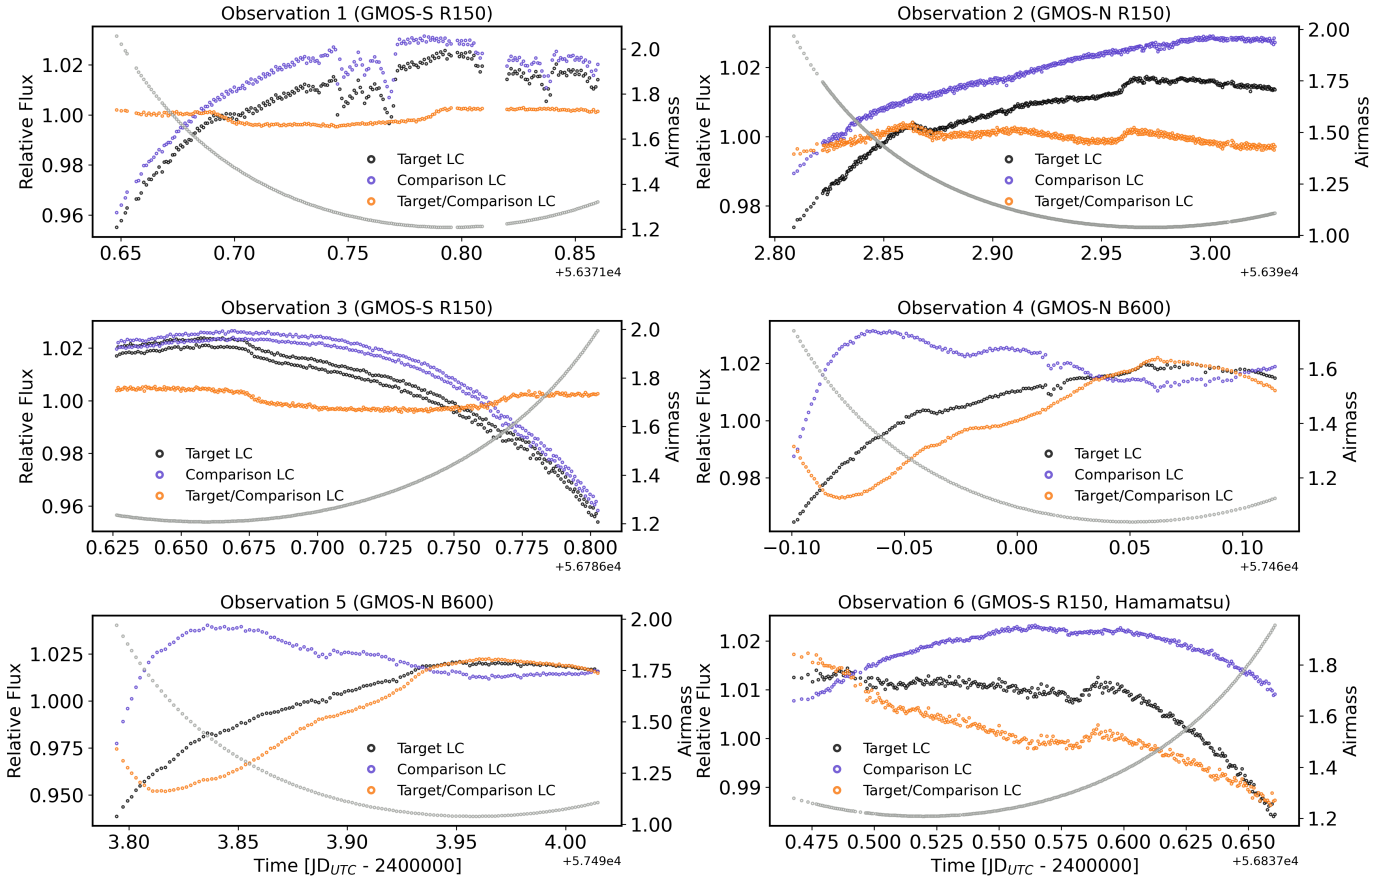 Observation 1 (GMOS-S R150)
Relative Flux
1.02
1.00
0.98
0.96
2.0
1.8
1.6
1.4
1.2
Airmass
Target LC
Comparison LC
Target/Comparison LC
0.65 0.70 0.75 0.80 0.85
+5.6371e4
Observation 2 (GMOS-N R150)
Relative Flux
1.02
1.00
0.98
2.00
1.75
1.50
1.25
1.00
Airmass
Target LC
Comparison LC
Target/Comparison LC
2.80 2.85 2.90 2.95 3.00
+5.639e4
Observation 3 (GMOS-S R150)
Relative Flux
1.02
1.00
0.98
0.96
2.0
1.8
1.6
1.4
1.2
Airmass
Target LC
Comparison LC
Target/Comparison LC
0.625 0.650 0.675 0.700 0.725 0.750 0.775 0.800
+5.6786e4
Observation 4 (GMOS-N B600)
Relative Flux
1.02
1.00
0.98
1.6
1.4
1.2
Airmass
Target LC
Comparison LC
Target/Comparison LC
−0.10 −0.05 0.00 0.05 0.10
+5.746e4
Observation 5 (GMOS-N B600)
Relative Flux
1.025
1.000
0.975
0.950
2.00
1.75
1.50
1.25
1.00
Airmass
Target LC
Comparison LC
Target/Comparison LC
3.80 3.85 3.90 3.95 4.00
Time [JD_UTC - 2400000]
+5.749e4
Observation 6 (GMOS-S R150, Hamamatsu)
Relative Flux
1.02
1.01
1.00
0.99
1.8
1.6
1.4
1.2
Airmass
Target LC
Comparison LC
Target/Comparison LC
0.475 0.500 0.525 0.550 0.575 0.600 0.625 0.650
Time [JD_UTC - 2400000]
+5.6837e4